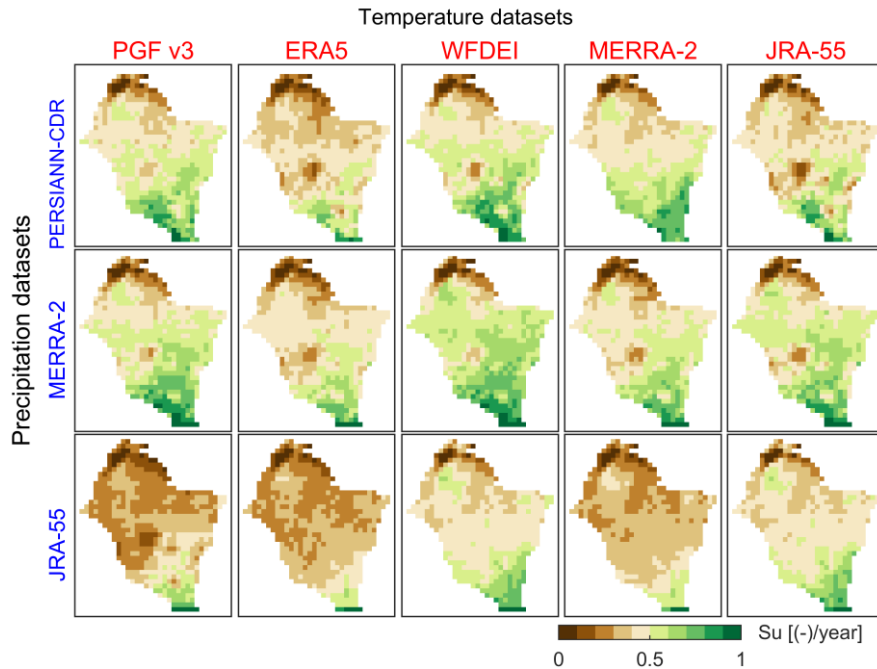 Temperature datasets
PGF v3 ERA5 WFDEI MERRA-2 JRA-55
Precipitation datasets
PERSIANN-CDR
MERRA-2
JRA-55
Su [(-)/year]
0 0.5 1